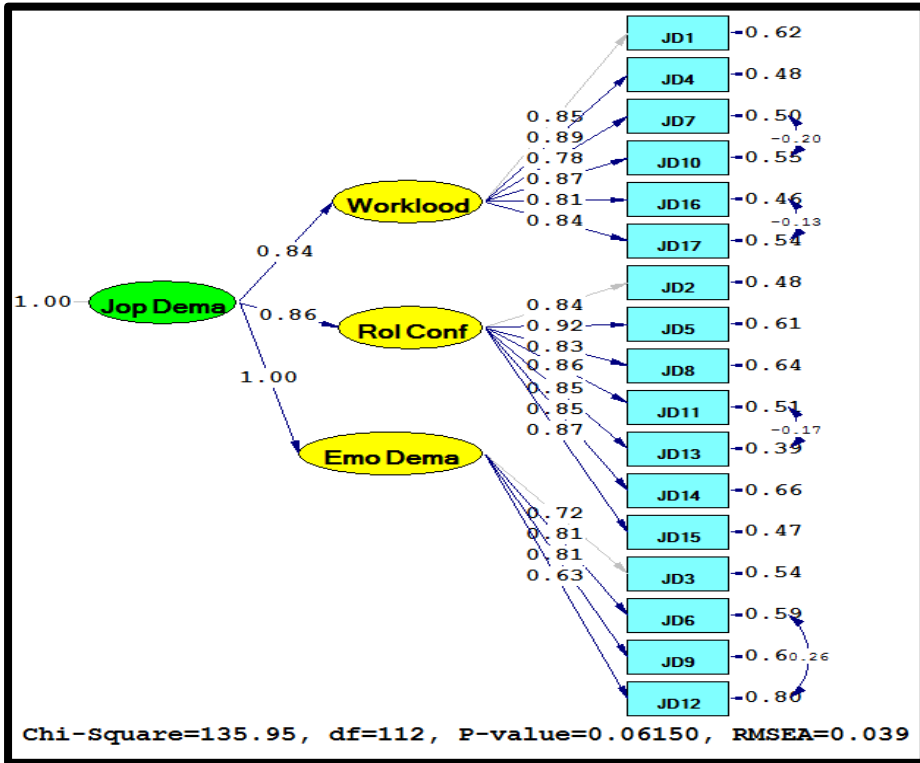 JD1 0.62
JD4 0.48
0.85 JD7 0.50
0.89 -0.20
0.78 JD10 0.55
0.87
Worklood 0.81 JD16 0.46
0.84 -0.13
0.84 JD17 0.54
JD2 0.48
1.00 Jop Dema 0.84
0.86 Rol Conf 0.92 JD5 0.61
0.83
0.86 JD8 0.64
1.00 0.85
0.85 JD11 0.51
0.87 -0.17
JD13 0.39
Emo Dema
JD14 0.66
0.72
0.81 JD15 0.47
0.81
0.63 JD3 0.54
JD6 0.59
JD9 0.6 0.26
JD12 0.80
Chi-Square=135.95, df=112, P-value=0.06150, RMSEA=0.039